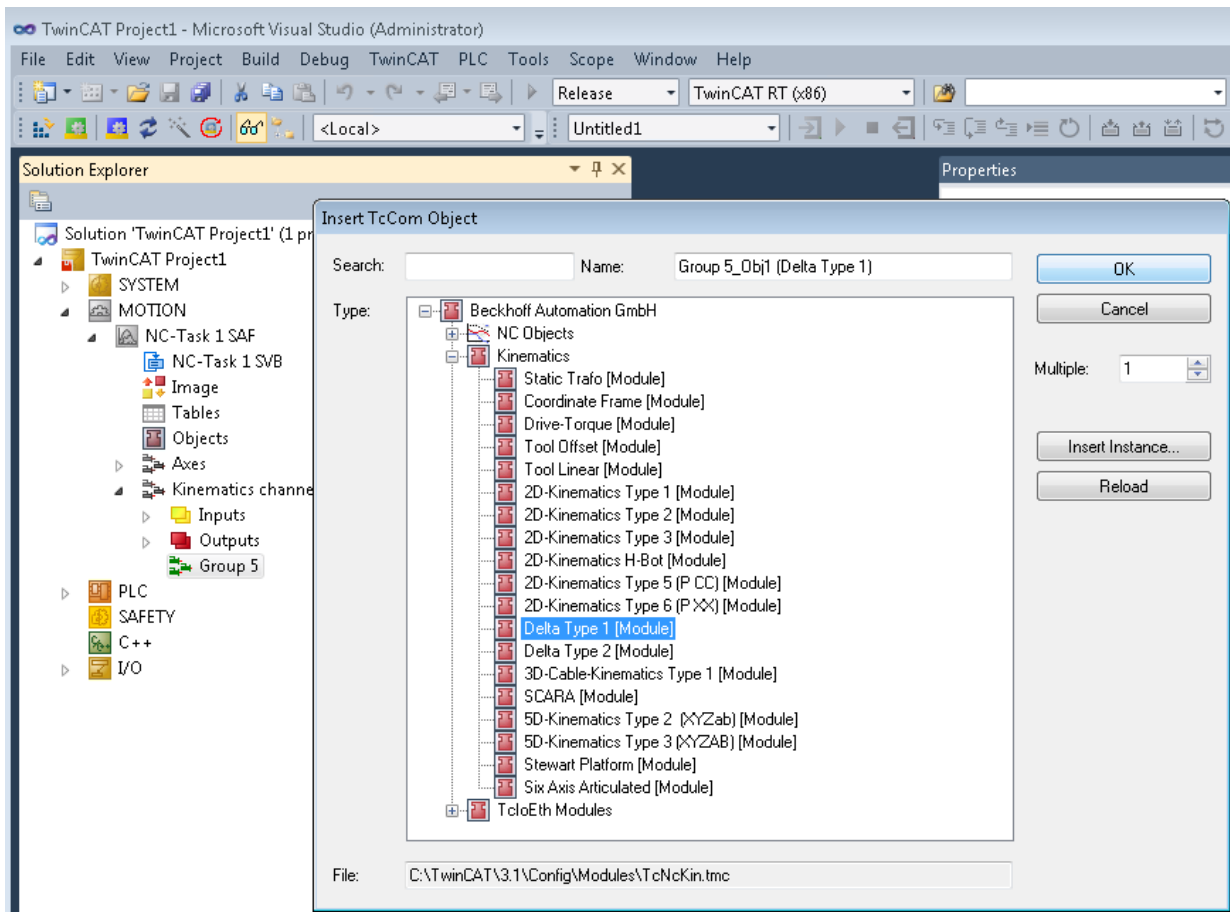 TwinCAT Project1 - Microsoft Visual Studio (Administrator)
File Edit View Project Build Debug TwinCAT PLC Tools Scope Window Help
Release TwinCAT RT (x86)
<Local> Untitled1
Solution Explorer
Properties
Solution 'TwinCAT Project1' (1 pr
TwinCAT Project1
SYSTEM
MOTION
NC-Task 1 SAF
NC-Task 1 SVB
Image
Tables
Objects
Axes
Kinematics channe
Inputs
Outputs
Group 5
PLC
SAFETY
C++
I/O
Insert TcCom Object
Search:
Name: Group 5_Obj1 (Delta Type 1)
OK
Type:
Beckhoff Automation GmbH
NC Objects
Kinematics
Static Trafo [Module]
Coordinate Frame [Module]
Drive-Torque [Module]
Tool Offset [Module]
Tool Linear [Module]
2D-Kinematics Type 1 [Module]
2D-Kinematics Type 2 [Module]
2D-Kinematics Type 3 [Module]
2D-Kinematics H-Bot [Module]
2D-Kinematics Type 5 (P CC) [Module]
2D-Kinematics Type 6 (P XX) [Module]
Delta Type 1 [Module]
Delta Type 2 [Module]
3D-Cable-Kinematics Type 1 [Module]
SCARA [Module]
5D-Kinematics Type 2 (XYZab) [Module]
5D-Kinematics Type 3 (XYZAB) [Module]
Stewart Platform [Module]
Six Axis Articulated [Module]
TcIoEth Modules
Cancel
Multiple: 1
Insert Instance...
Reload
File: C:\TwinCAT\3.1\Config\Modules\TcNcKin.tmc